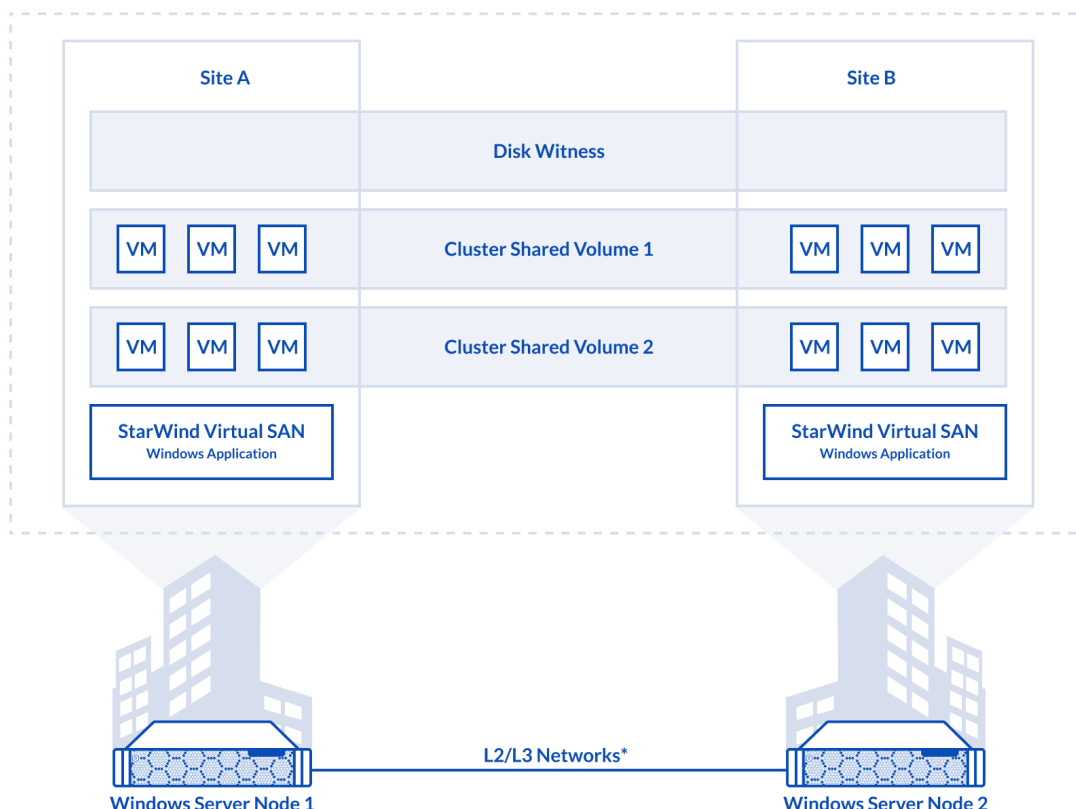 Site A
Site B
Disk Witness
VM VM VM
Cluster Shared Volume 1
VM VM VM
VM VM VM
Cluster Shared Volume 2
VM VM VM
StarWind Virtual SAN
Windows Application
StarWind Virtual SAN
Windows Application
L2/L3 Networks*
Windows Server Node 1
Windows Server Node 2